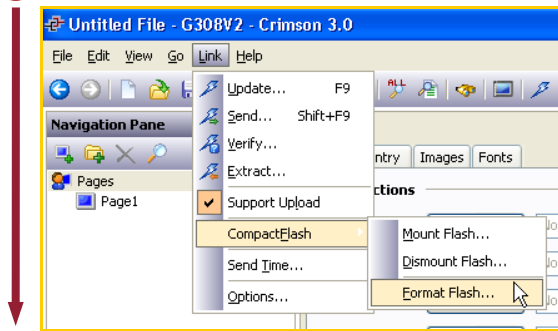 Untitled File - G308V2 - Crimson 3.0
File Edit View Go Link Help
Update... F9
ALL
Send... Shift+F9
Navigation Pane
Verify...
ntry Images Fonts
Extract...
Pages
ctions
Page1
Support Upload
CompactFlash
Mount Flash...
Dismount Flash...
Send Time...
Format Flash...
Options...